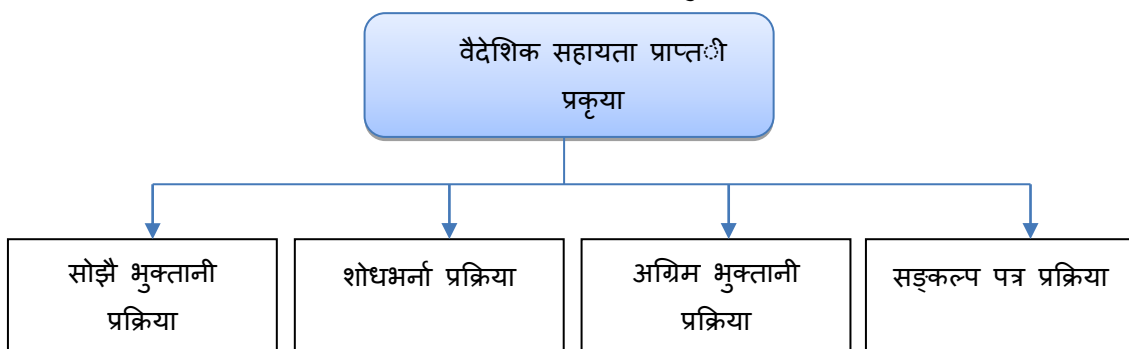 वैदेशिक सहायता प्राप्त◌ी
प्रकृया
सोझै भुक्तानी
प्रक्रिया
शोधभर्ना प्रक्रिया
अग्रिम भुक्तानी
प्रक्रिया
सङ्कल्प पत्र प्रक्रिया